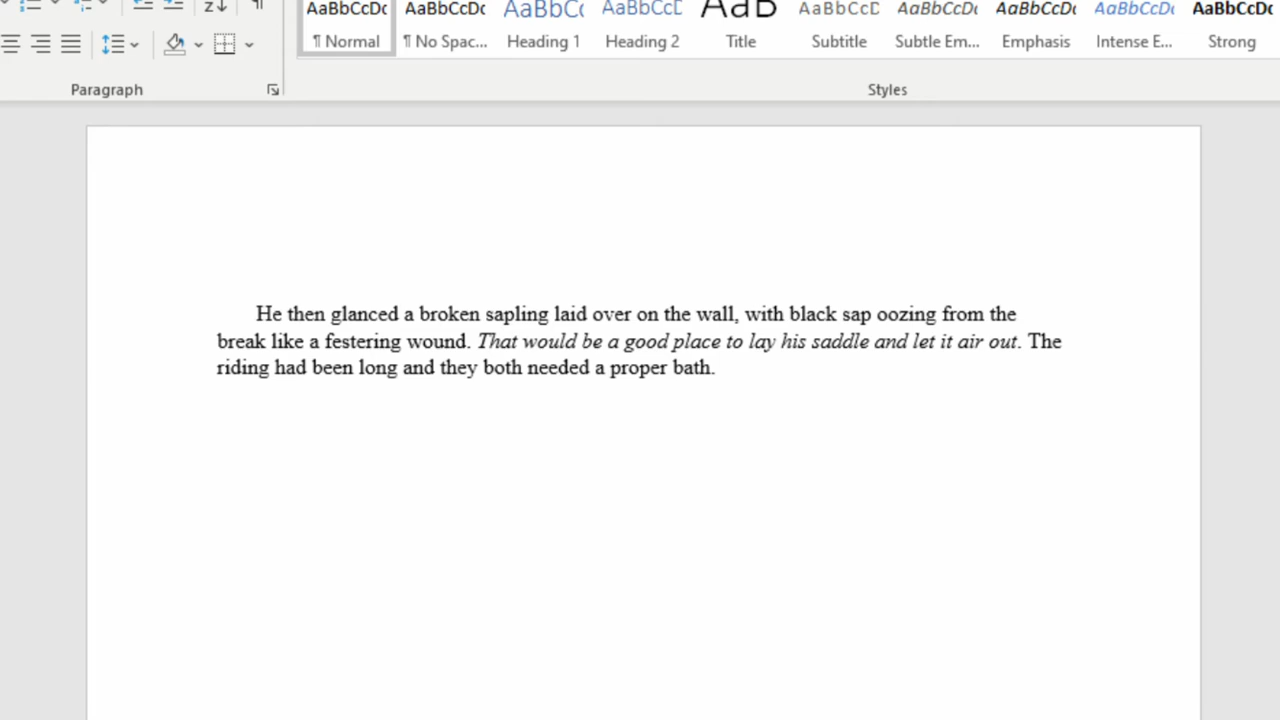 AaBbCcDc AaBbCcDc AaBbC AaBbCcD AaB AaBbCcD AaBbCcDc AaBbCcDc AaBbCcDc AaBbCcDc
¶ Normal ¶ No Spac... Heading 1 Heading 2 Title Subtitle Subtle Em... Emphasis Intense E... Strong
Paragraph Styles
He then glanced a broken sapling laid over on the wall, with black sap oozing from the
break like a festering wound. That would be a good place to lay his saddle and let it air out. The
riding had been long and they both needed a proper bath.